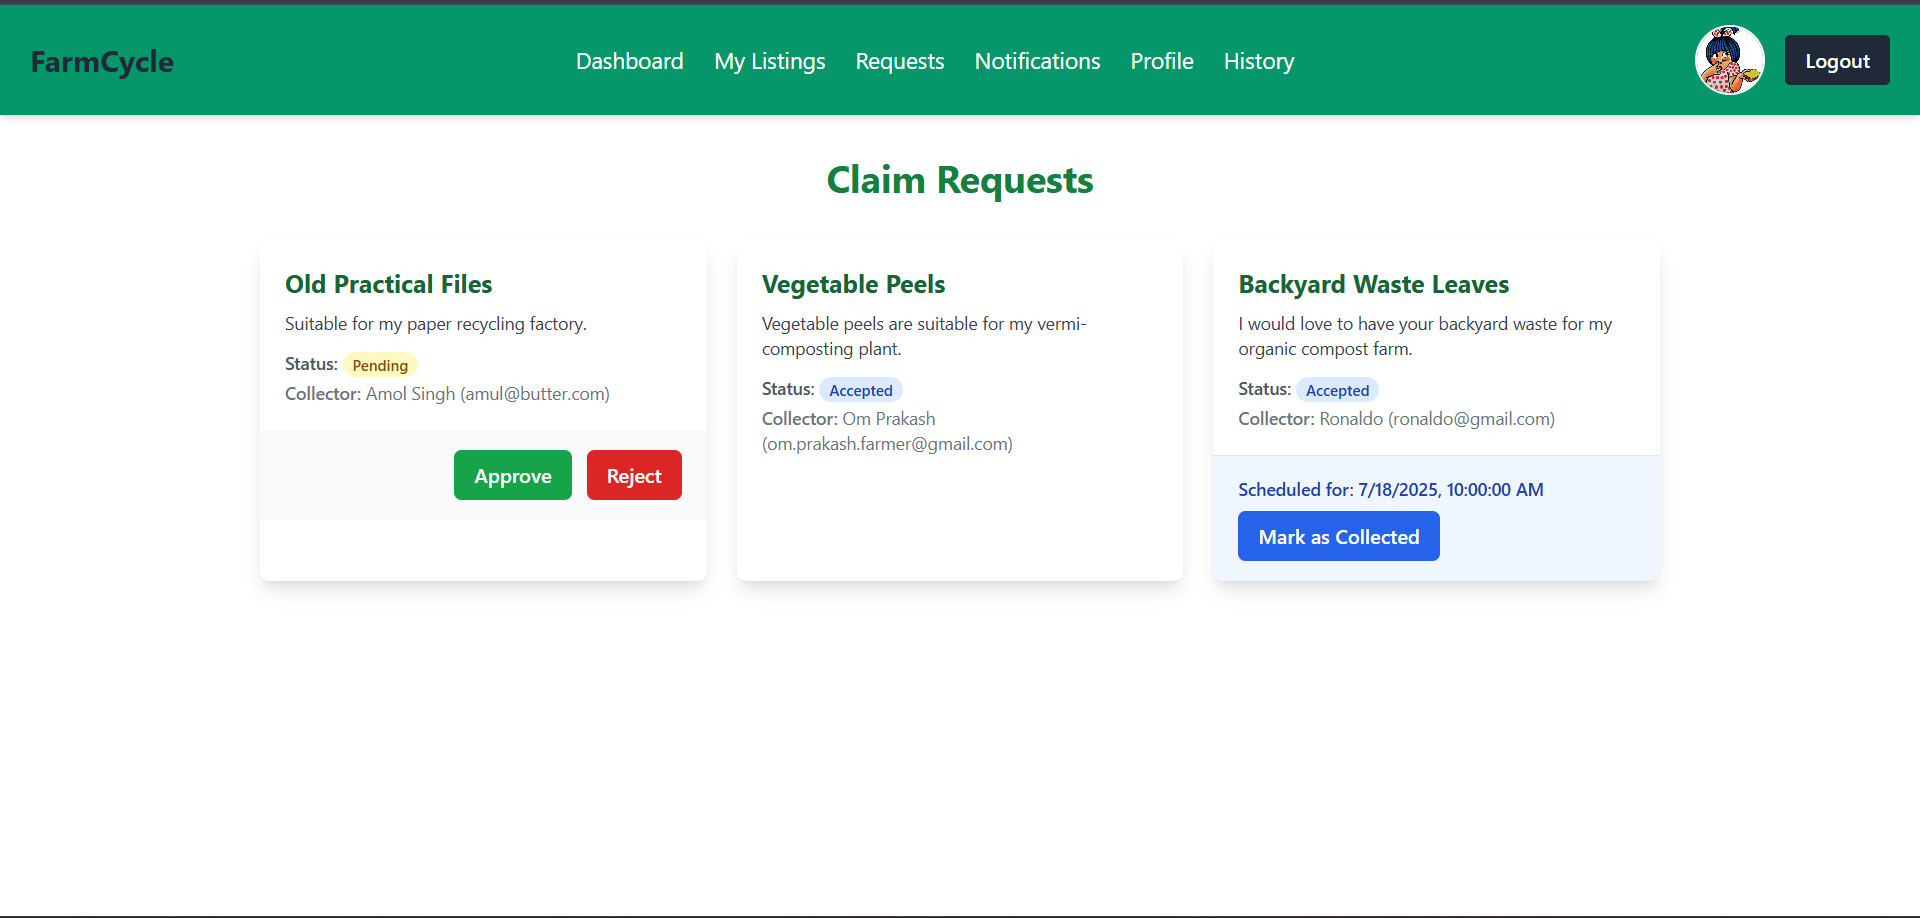 FarmCycle
Dashboard My Listings Requests Notifications Profile History
Logout
Claim Requests
Old Practical Files
Suitable for my paper recycling factory.
Status: Pending
Collector: Amol Singh (amul@butter.com)
Approve Reject
Vegetable Peels
Vegetable peels are suitable for my vermi-
composting plant.
Status: Accepted
Collector: Om Prakash
(om.prakash.farmer@gmail.com)
Backyard Waste Leaves
I would love to have your backyard waste for my
organic compost farm.
Status: Accepted
Collector: Ronaldo (ronaldo@gmail.com)
Scheduled for: 7/18/2025, 10:00:00 AM
Mark as Collected